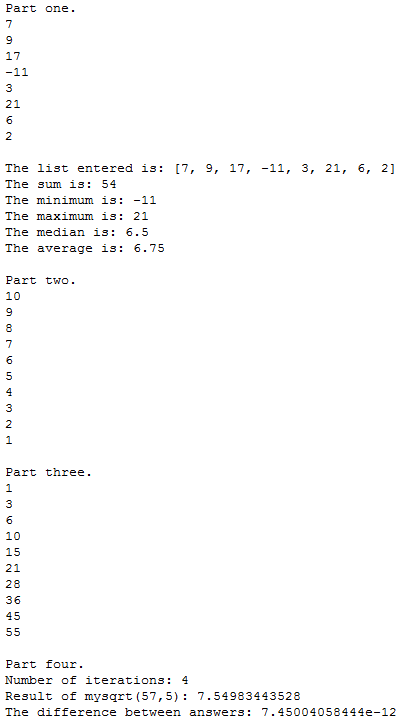 Part one.
7
9
17
-11
3
21
6
2
The list entered is: [7, 9, 17, -11, 3, 21, 6, 2]
The sum is: 54
The minimum is: -11
The maximum is: 21
The median is: 6.5
The average is: 6.75
Part two.
10
9
8
7
6
5
4
3
2
1
Part three.
1
3
6
10
15
21
28
36
45
55
Part four.
Number of iterations: 4
Result of mysqrt(57,5): 7.54983443528
The difference between answers: 7.45004058444e-12